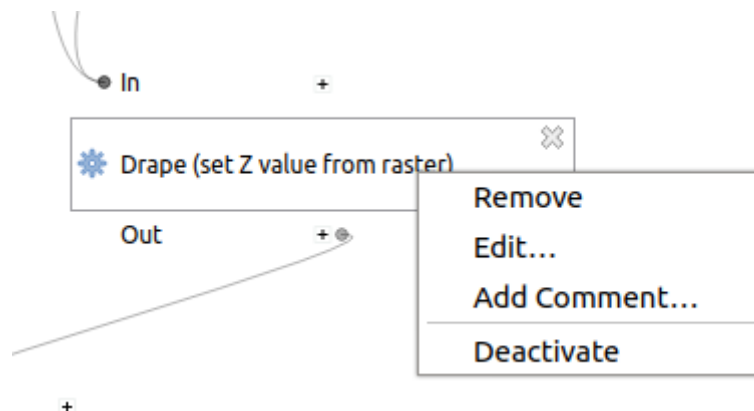 In
Drape (set Z value from raster)
Out
Remove
Edit...
Add Comment...
Deactivate